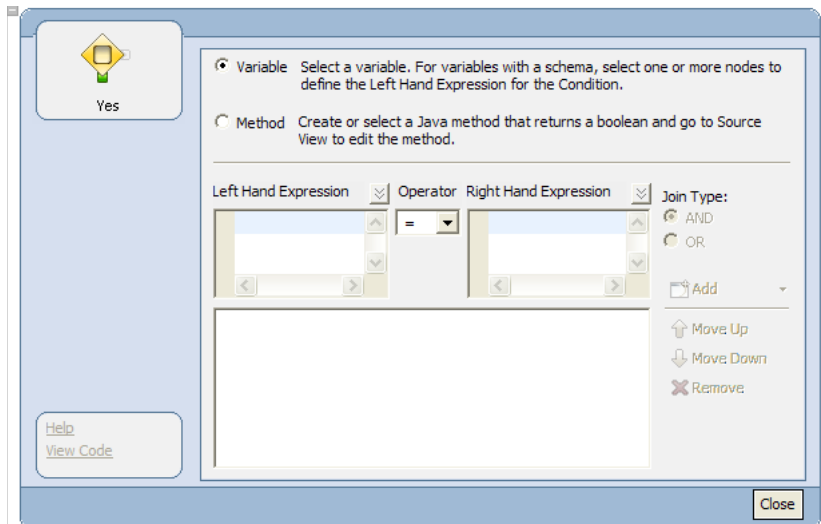 Yes
Variable Select a variable. For variables with a schema, select one or more nodes to
define the Left Hand Expression for the Condition.
Method Create or select a Java method that returns a boolean and go to Source
View to edit the method.
Left Hand Expression Operator Right Hand Expression Join Type:
= AND
OR
Add
Move Up
Move Down
Remove
Help
View Code
Close